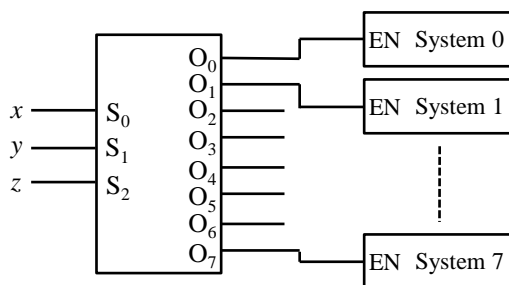 EN System 0
O₀
O₁
EN System 1
x
S₀
O₂
y
S₁
O₃
z
S₂
O₄
O₅
O₆
O₇
EN System 7